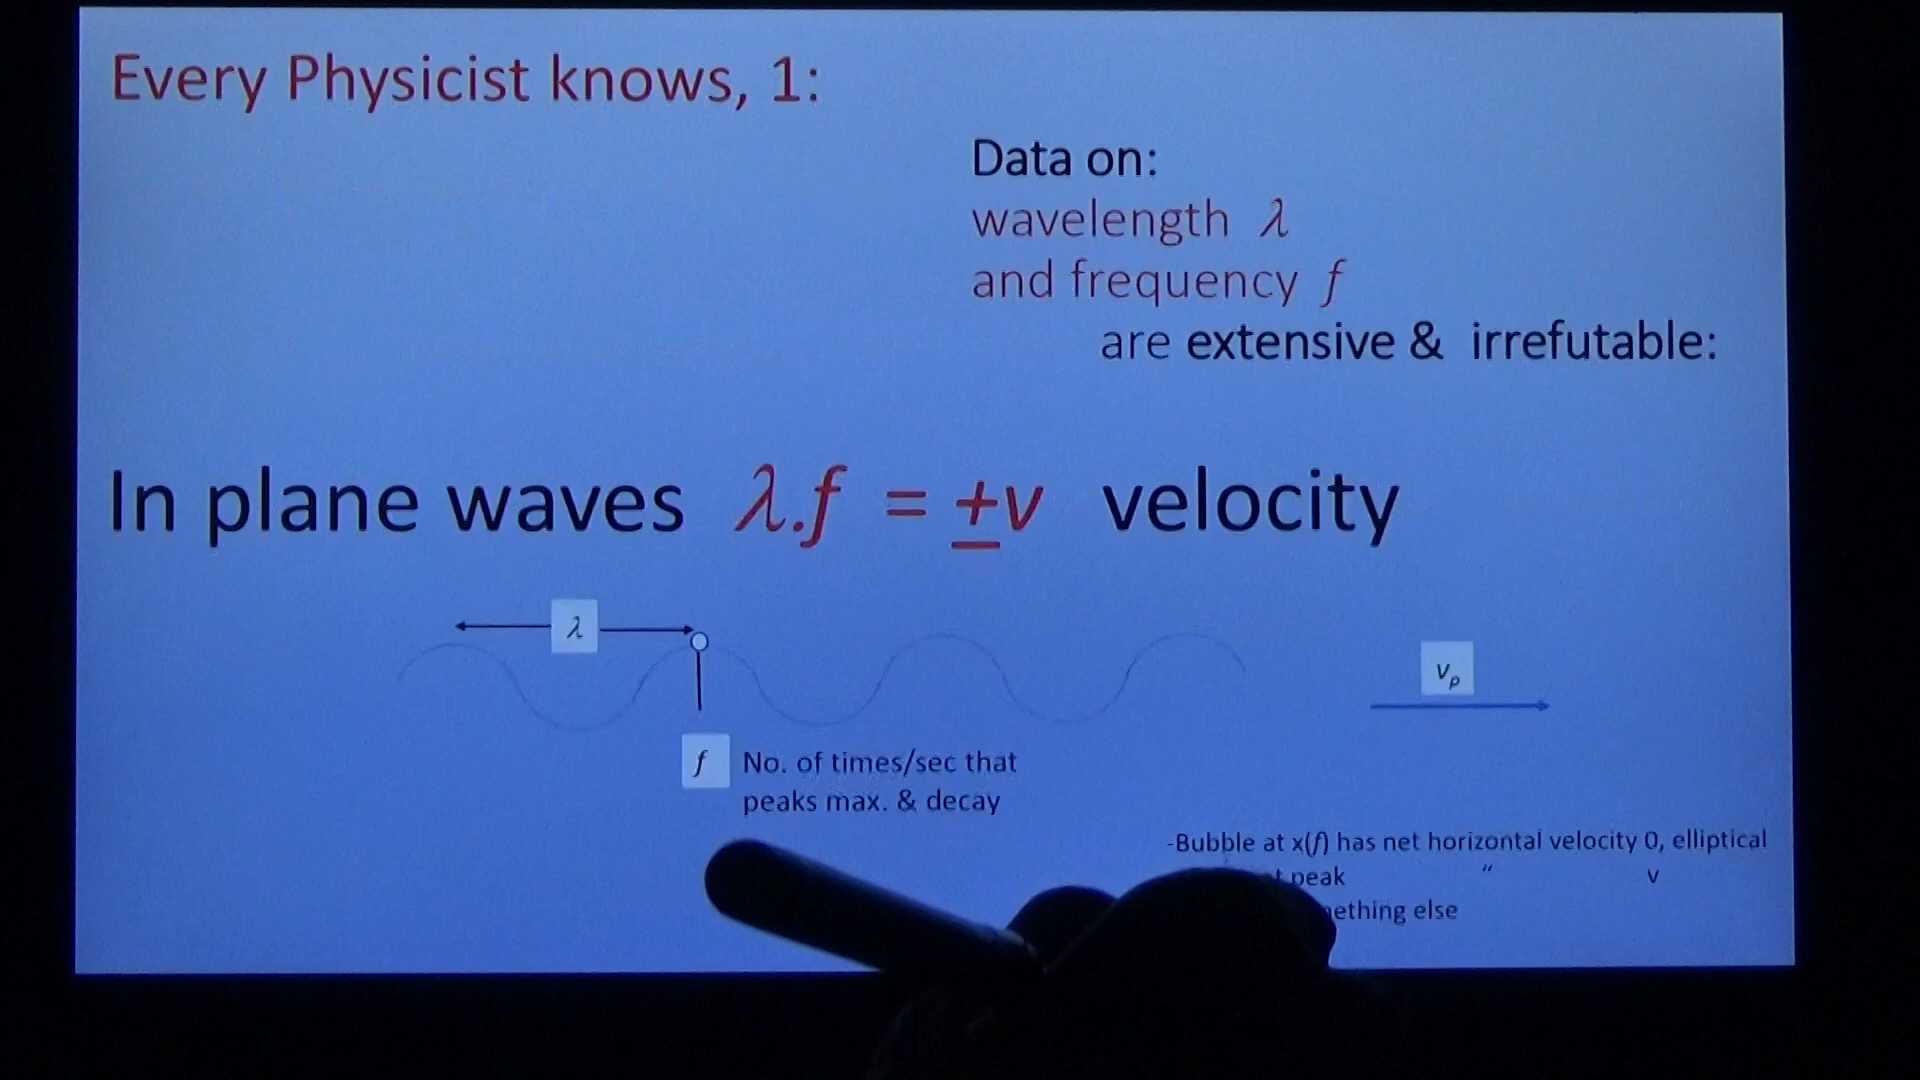 Every Physicist knows, 1:
Data on:
wavelength λ
and frequency f
are extensive & irrefutable:
In plane waves λ.f = ±v velocity
λ
v_p
f No. of times/sec that
peaks max. & decay
-Bubble at x(f) has net horizontal velocity 0, elliptical
peak " v
else